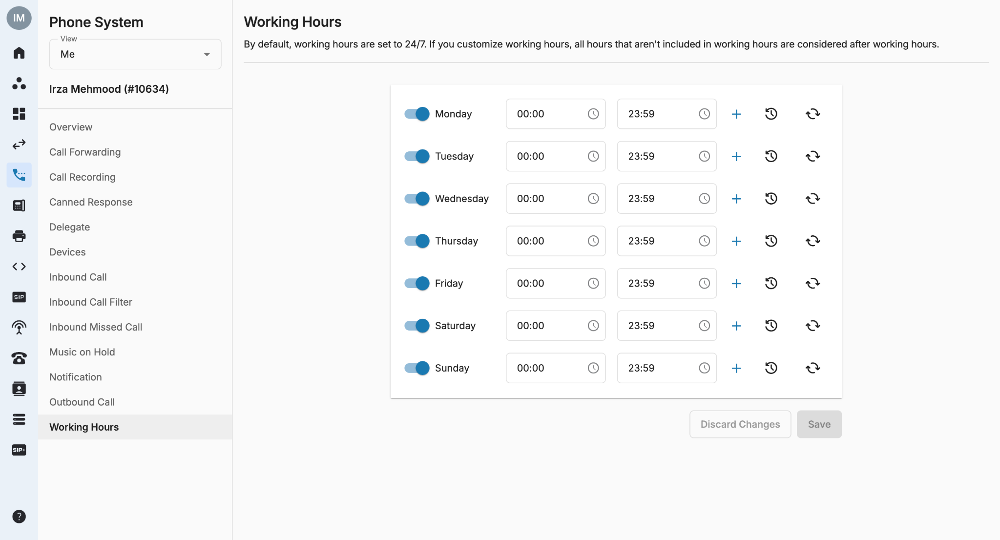 IM
Phone System
View
Me
Irza Mehmood (#10634)
Overview
Call Forwarding
Call Recording
Canned Response
Delegate
Devices
Inbound Call
Inbound Call Filter
Inbound Missed Call
Music on Hold
Notification
Outbound Call
Working Hours
SIP
SIP+
?
Working Hours
By default, working hours are set to 24/7. If you customize working hours, all hours that aren't included in working hours are considered after working hours.
Monday 00:00 23:59
Tuesday 00:00 23:59
Wednesday 00:00 23:59
Thursday 00:00 23:59
Friday 00:00 23:59
Saturday 00:00 23:59
Sunday 00:00 23:59
Discard Changes Save